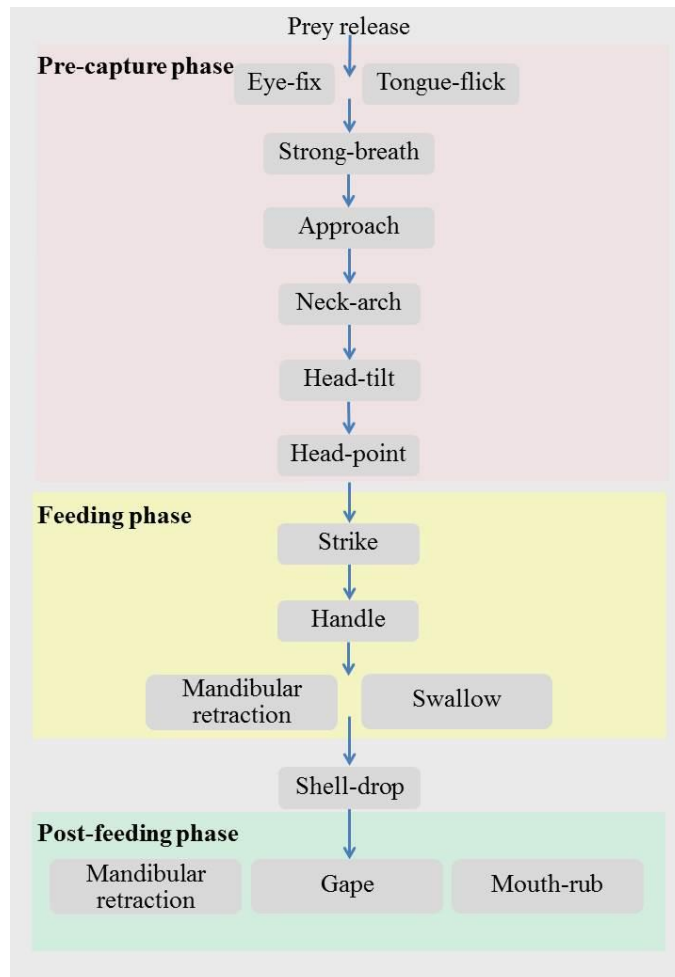 Prey release
Pre-capture phase
Eye-fix
Tongue-flick
Strong-breath
Approach
Neck-arch
Head-tilt
Head-point
Feeding phase
Strike
Handle
Mandibular
retraction
Swallow
Shell-drop
Post-feeding phase
Mandibular
retraction
Gape
Mouth-rub